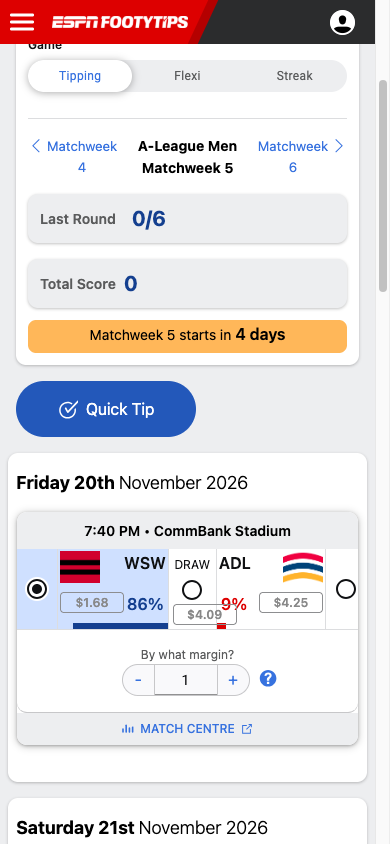 ESPN FOOTYTIPS
Game
Tipping Flexi Streak
Matchweek 4
A-League Men
Matchweek 5
Matchweek 6
Last Round 0/6
Total Score 0
Matchweek 5 starts in 4 days
Quick Tip
Friday 20th November 2026
7:40 PM • CommBank Stadium
WSW DRAW ADL
$1.68 86% $4.09 9% $4.25
By what margin?
- 1 + ?
MATCH CENTRE
Saturday 21st November 2026